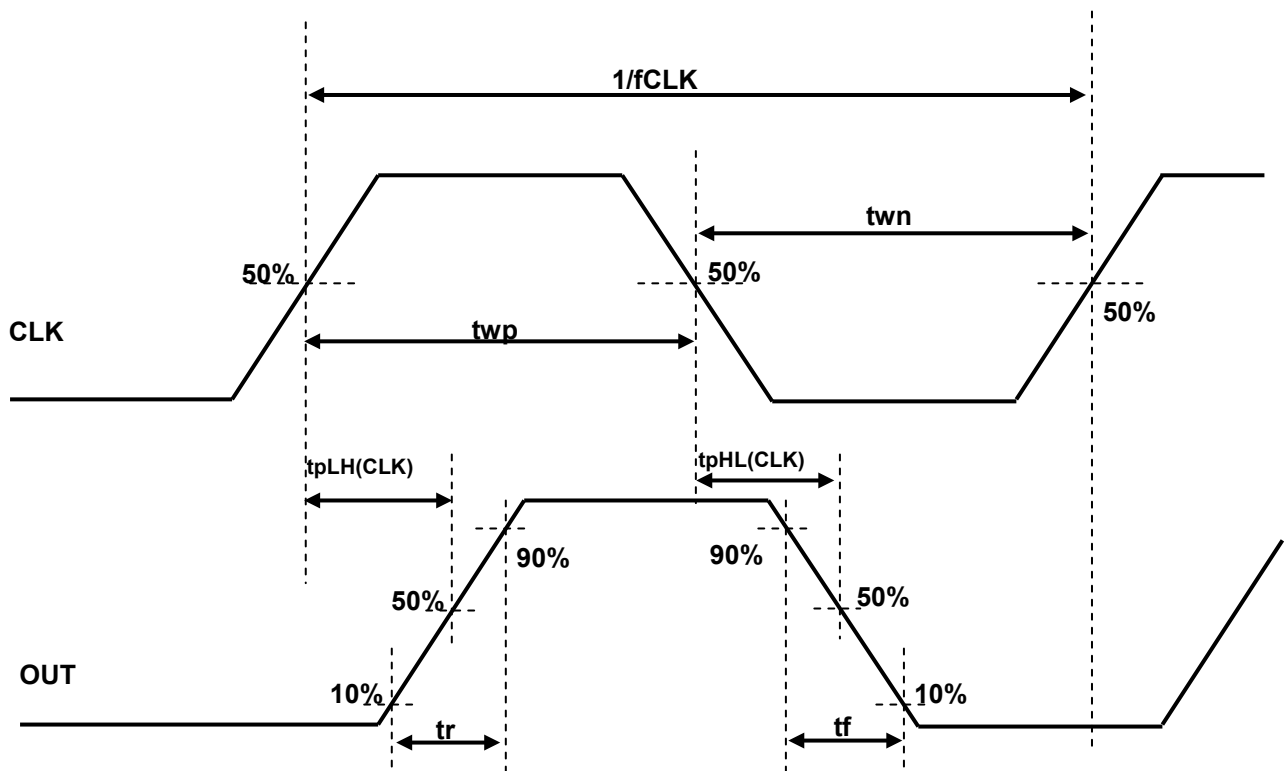 1/fCLK
twn
50%
50%
50%
CLK
twp
tpLH(CLK)
tpHL(CLK)
90%
90%
50%
50%
OUT
10%
10%
tr
tf